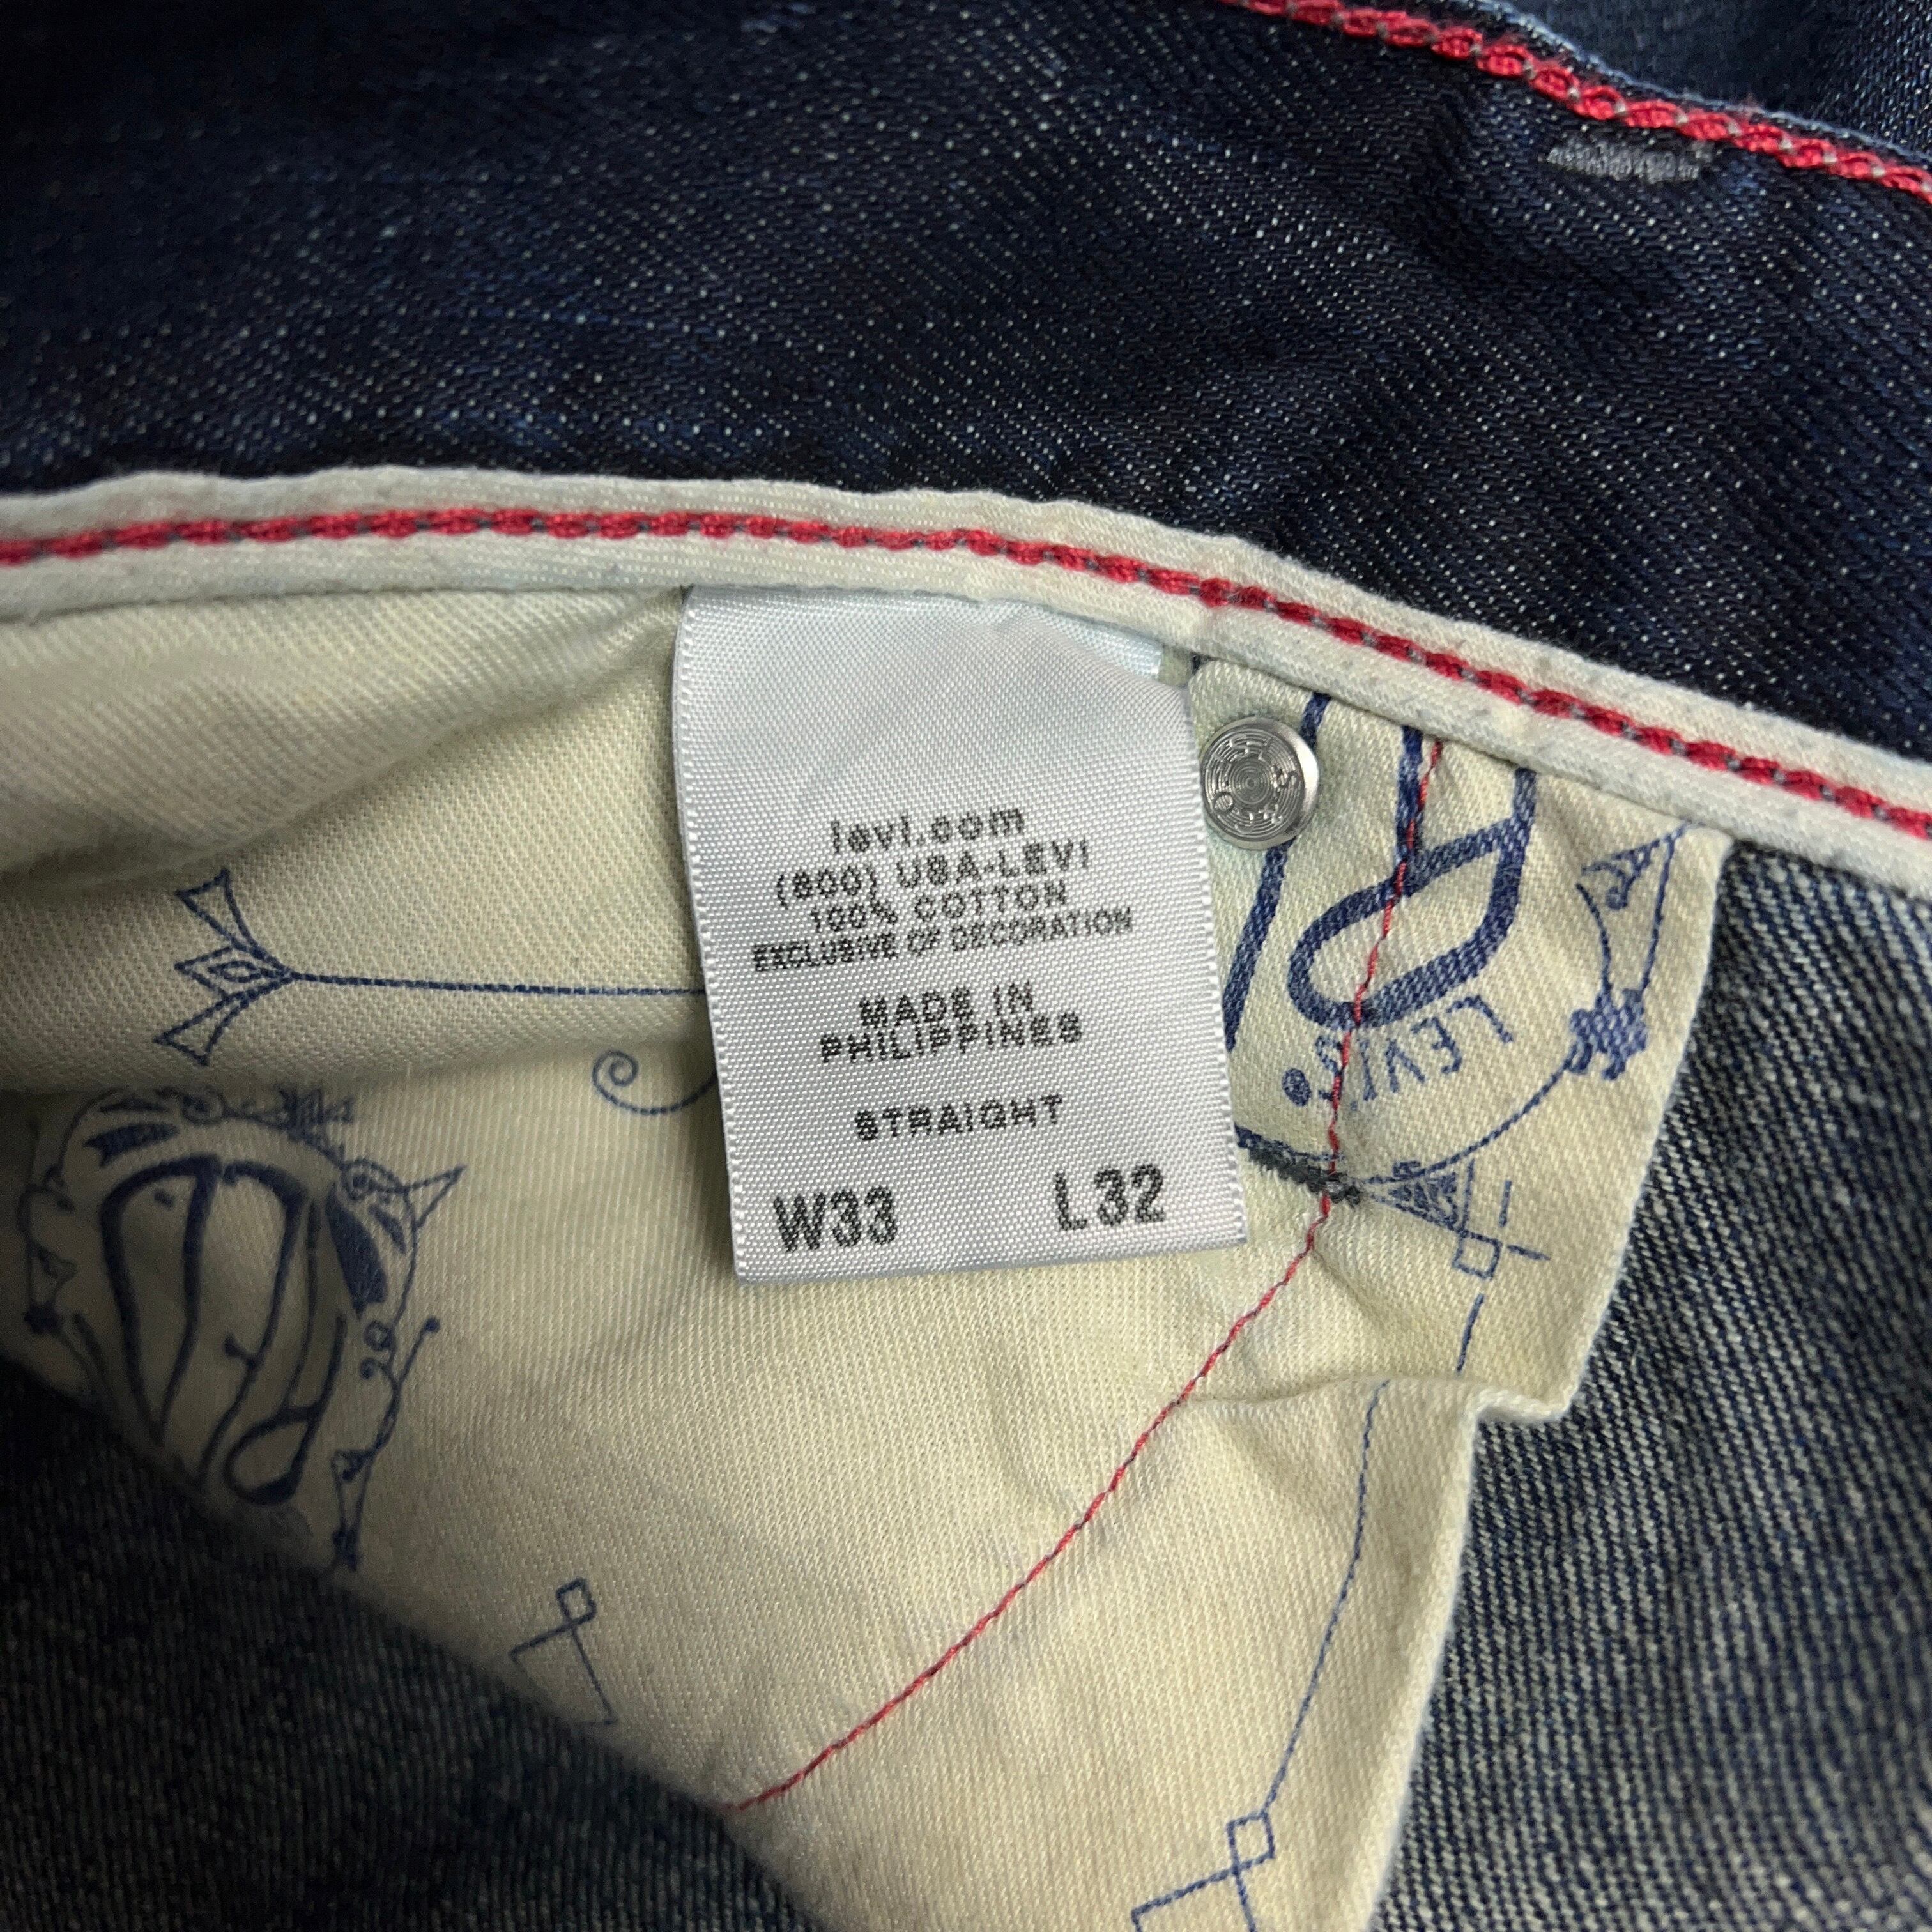 levi.com
(800) USA-LEVI
100% COTTON
EXCLUSIVE OF DECORATION
MADE IN
PHILIPPINES
STRAIGHT
W33 L32
LEVI'S®